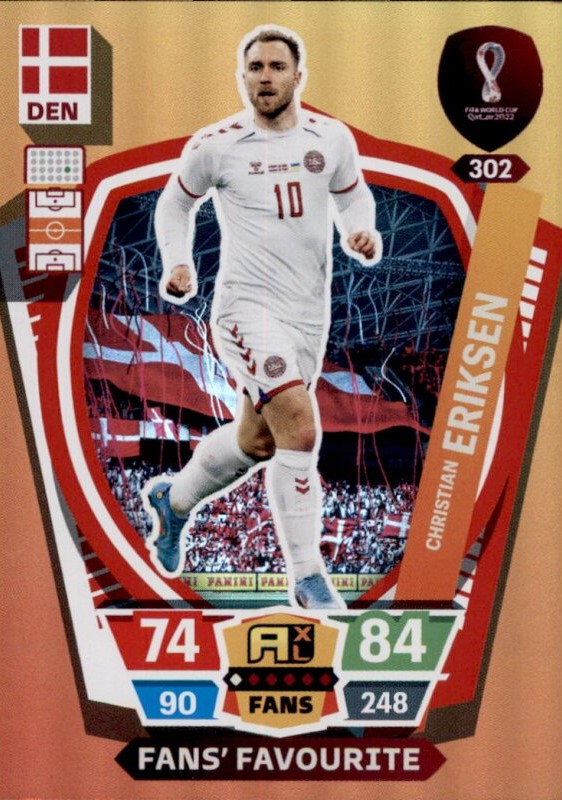 DEN
FIFA WORLD CUP
Qatar2022
302
10
CHRISTIAN ERIKSEN
PANINI PANINI PANINI
74
AXL
84
90
FANS
248
FANS' FAVOURITE